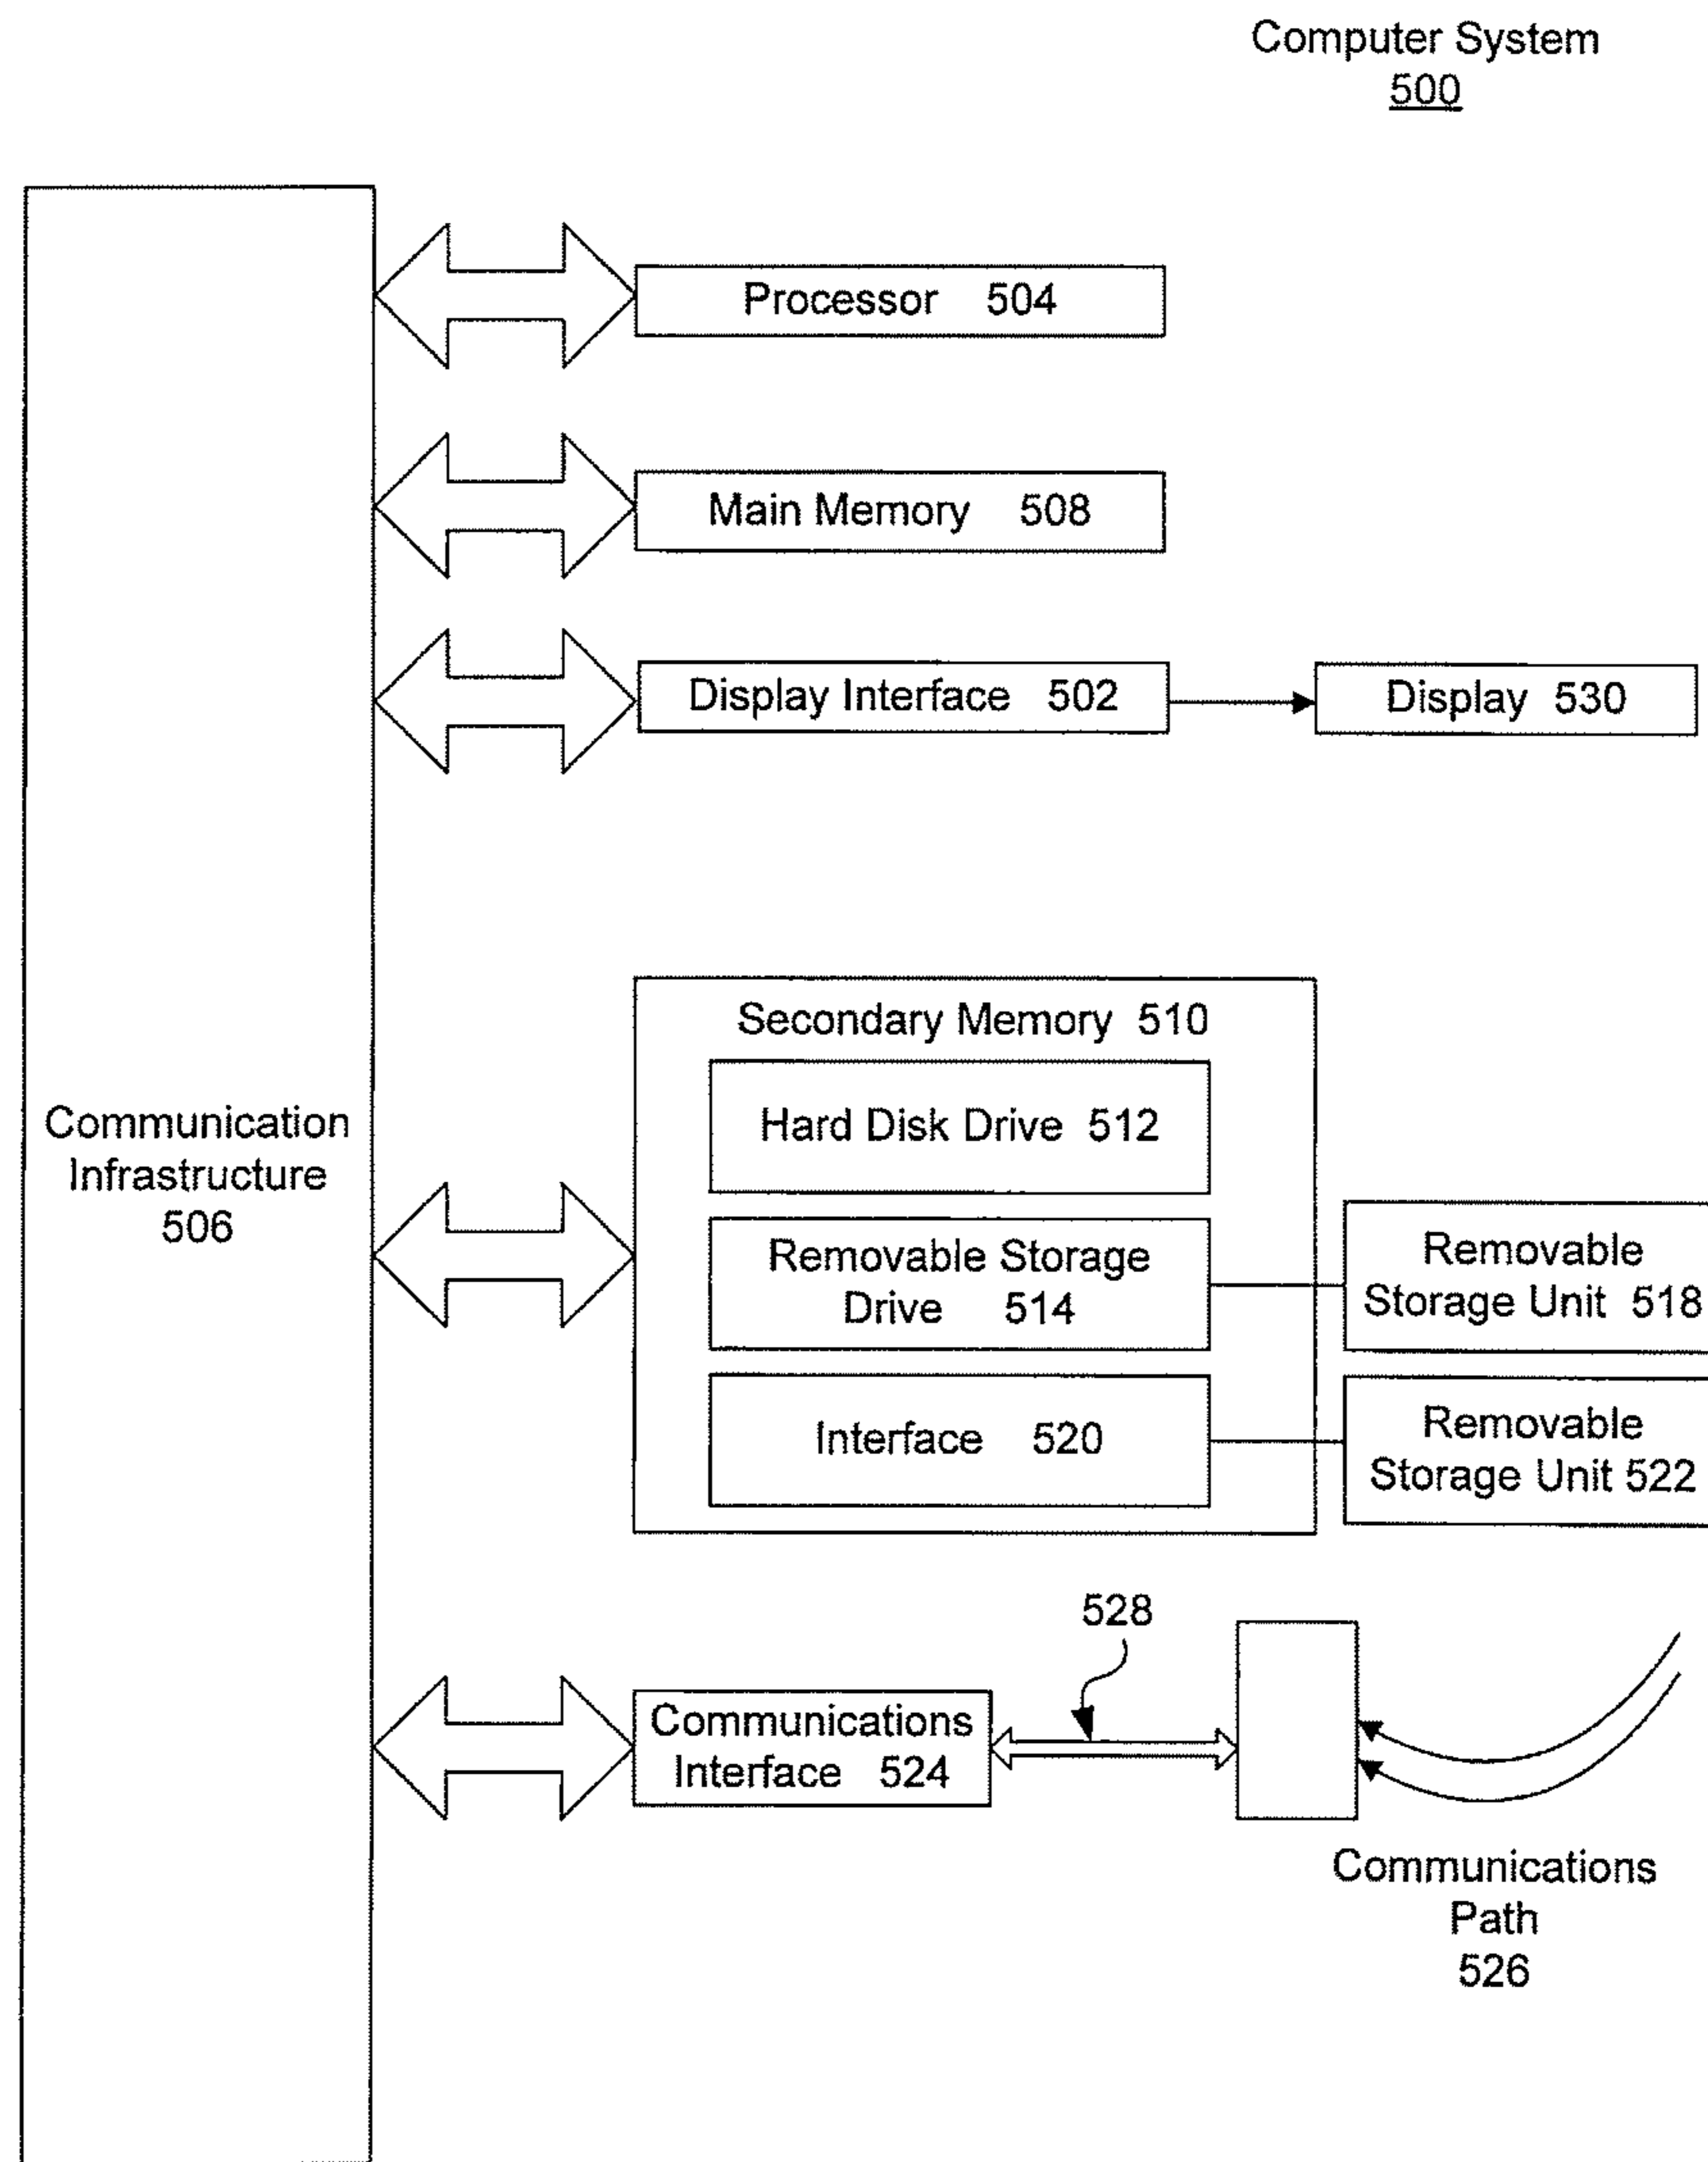 Computer System
500
Processor 504
Main Memory 508
Display Interface 502
Display 530
Secondary Memory 510
Hard Disk Drive 512
Communication
Infrastructure
506
Removable Storage
Drive 514
Removable
Storage Unit 518
Interface 520
Removable
Storage Unit 522
528
Communications
Interface 524
Communications
Path
526